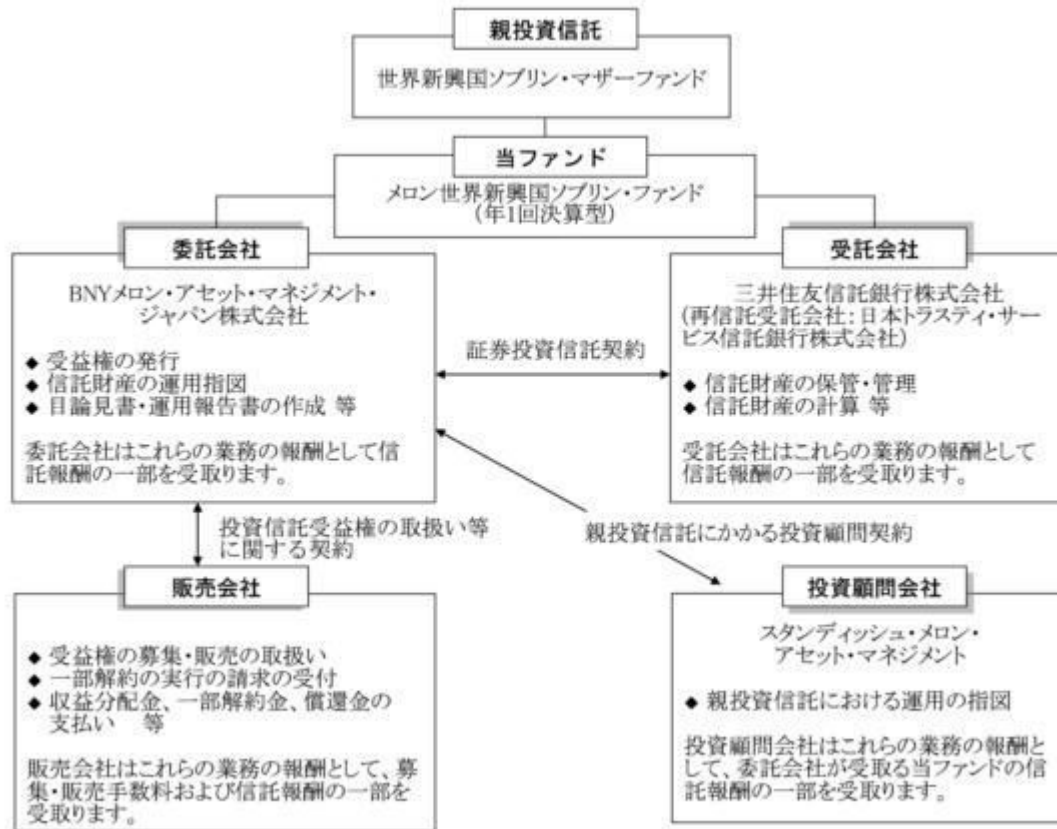 親投資信託
世界新興国ソブリン・マザーファンド
当ファンド
メロン世界新興国ソブリン・ファンド
(年1回決算型)
委託会社
BNYメロン・アセット・マネジメント・
ジャパン株式会社
◆ 受益権の発行
◆ 信託財産の運用指図
◆ 目論見書・運用報告書の作成 等
委託会社はこれらの業務の報酬として信
託報酬の一部を受取ります。
証券投資信託契約
受託会社
三井住友信託銀行株式会社
(再信託受託会社:日本トラスティ・サー
ビス信託銀行株式会社)
◆ 信託財産の保管・管理
◆ 信託財産の計算 等
受託会社はこれらの業務の報酬として
信託報酬の一部を受取ります。
投資信託受益権の取扱い等
に関する契約
親投資信託にかかる投資顧問契約
販売会社
◆ 受益権の募集・販売の取扱い
◆ 一部解約の実行の請求の受付
◆ 収益分配金、一部解約金、償還金の
支払い 等
販売会社はこれらの業務の報酬として、募
集・販売手数料および信託報酬の一部を
受取ります。
投資顧問会社
スタンディッシュ・メロン・
アセット・マネジメント
◆ 親投資信託における運用の指図
投資顧問会社はこれらの業務の報酬と
して、委託会社が受取る当ファンドの信
託報酬の一部を受取ります。